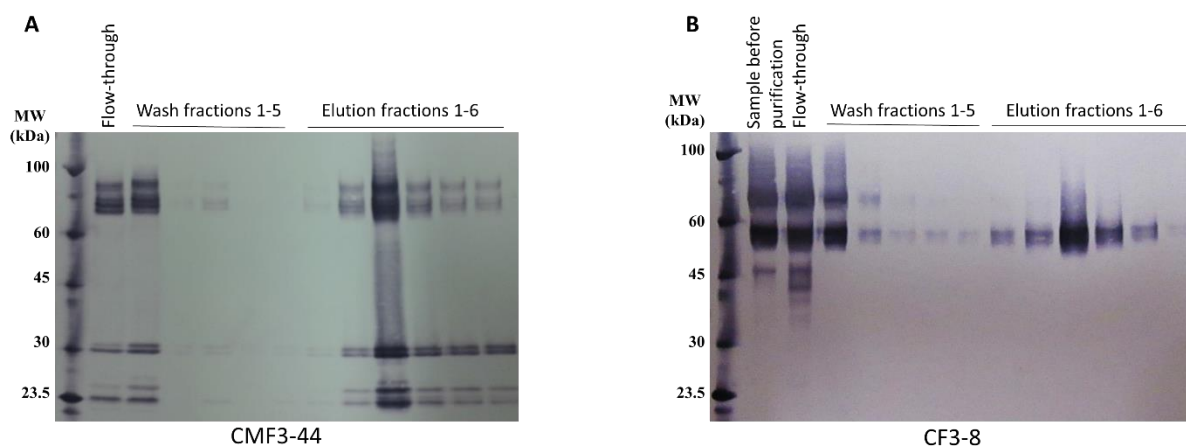 A
Flow-through
Wash fractions 1-5
Elution fractions 1-6
MW
(kDa)
100
60
45
30
23.5
CMF3-44
B
Sample before
purification
Flow-through
Wash fractions 1-5
Elution fractions 1-6
MW
(kDa)
100
60
45
30
23.5
CF3-8